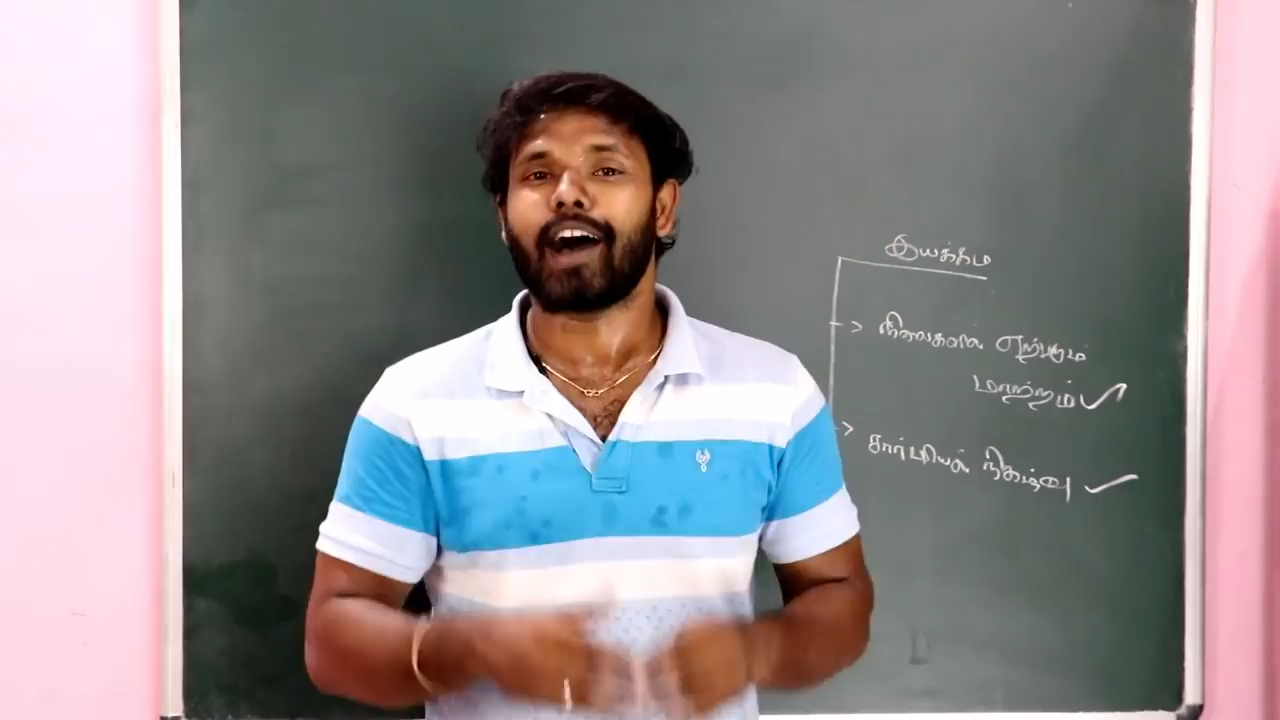 இயக்கம்
நிலைகளில் ஏற்படும்
மாற்றம்
சார்பியல் நிகழ்வு